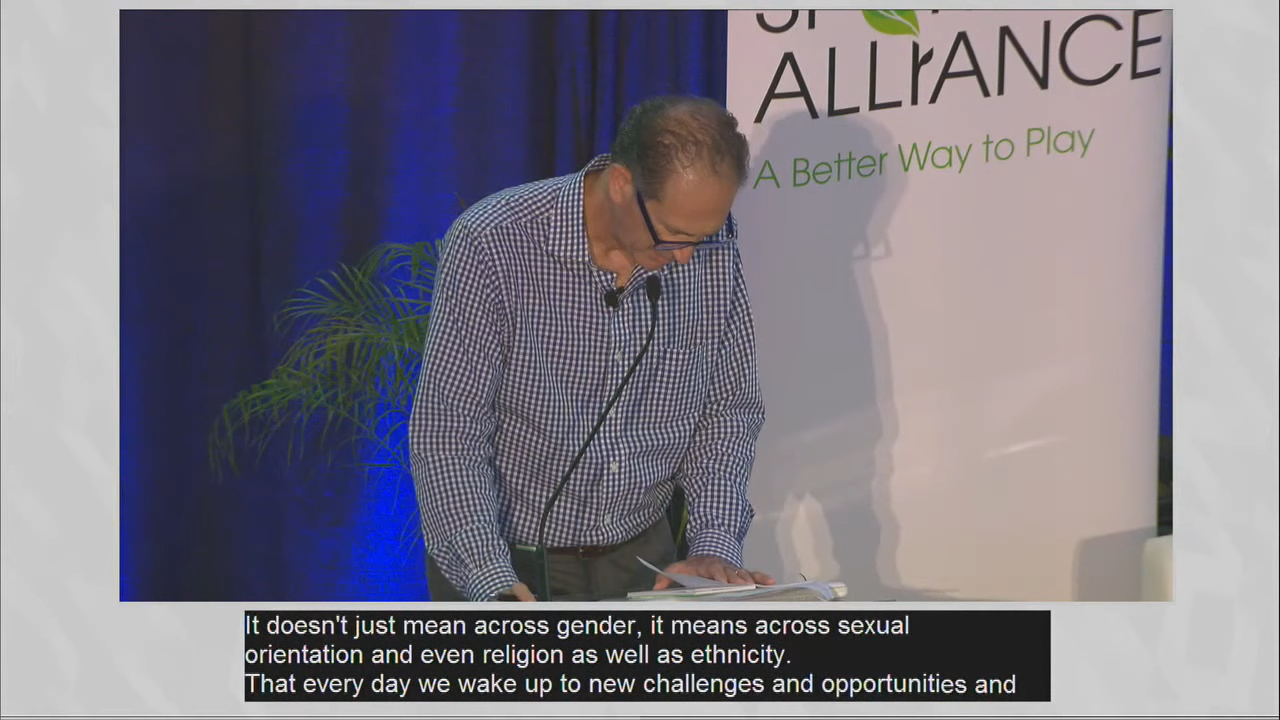 ALLIANCE
A Better Way to Play
It doesn't just mean across gender, it means across sexual
orientation and even religion as well as ethnicity.
That every day we wake up to new challenges and opportunities and